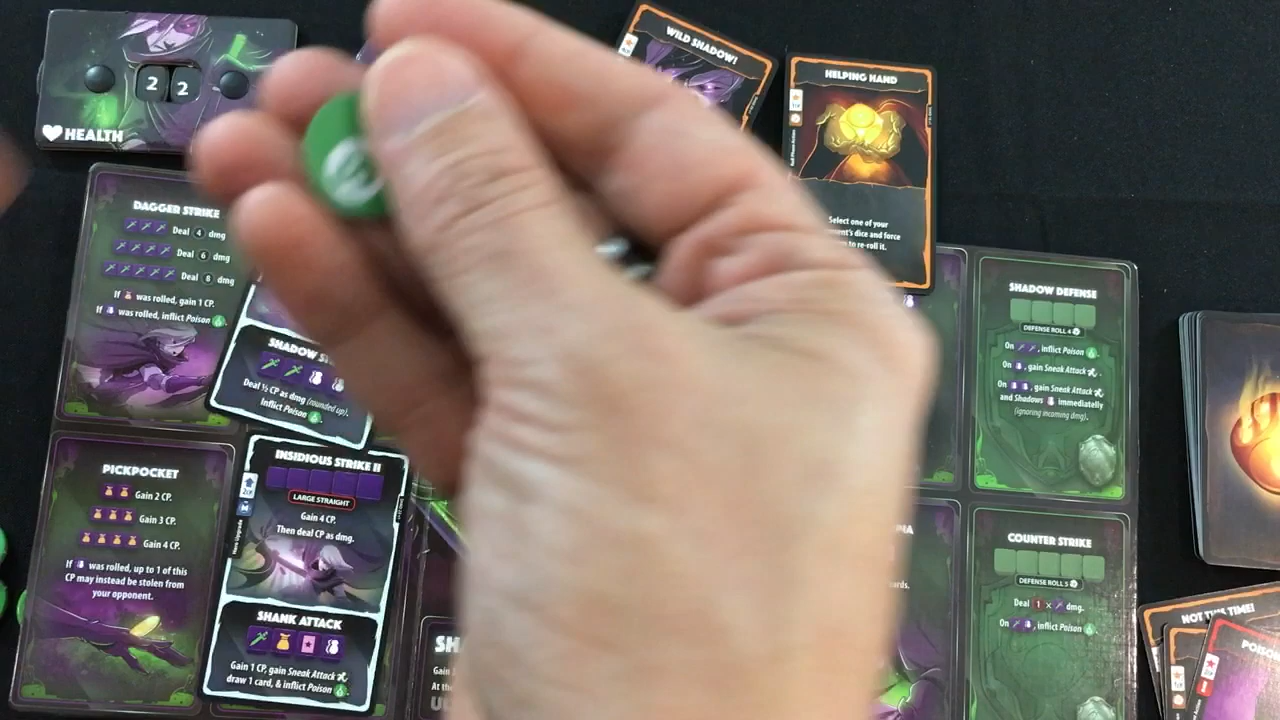 2 2
HEALTH
WILD SHADOW!
HELPING HAND
Select one of your
dice and force
to re-roll it.
DAGGER STRIKE
Deal 4 dmg
Deal 6 dmg
Deal 8 dmg
If was rolled, gain 1 CP.
If was rolled, inflict Poison
Deal ½ CP as dmg (rounded up).
Inflict Poison
PICKPOCKET
Gain 2 CP.
Gain 3 CP.
Gain 4 CP.
If was rolled, up to 1 of this
CP may instead be stolen from
your opponent.
INSIDIOUS STRIKE II
LARGE STRAIGHT
Gain 4 CP.
Then deal CP as dmg.
SHANK ATTACK
Gain 1 CP, gain Sneak Attack
draw 1 card, & inflict Poison
SHADOW DEFENSE
DEFENSE ROLL 4
On , inflict Poison
On , gain Sneak Attack
On , gain Sneak Attack
and Shadows immediately
(ignoring incoming dmg).
COUNTER STRIKE
DEFENSE ROLL 5
Deal 1 × dmg.
On , inflict Poison
NOT THIS TIME!